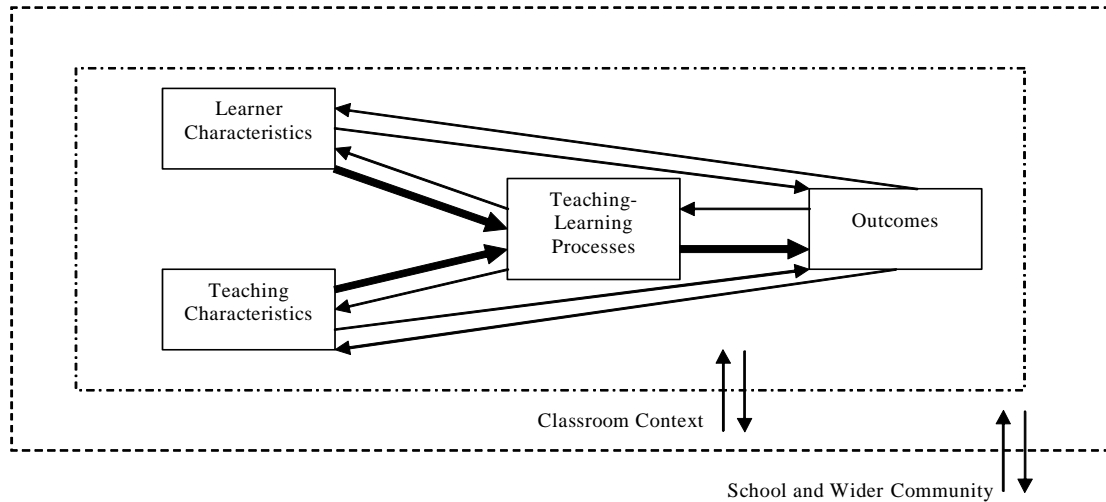 Learner
Characteristics
Teaching-
Learning
Processes
Outcomes
Teaching
Characteristics
Classroom Context
School and Wider Community